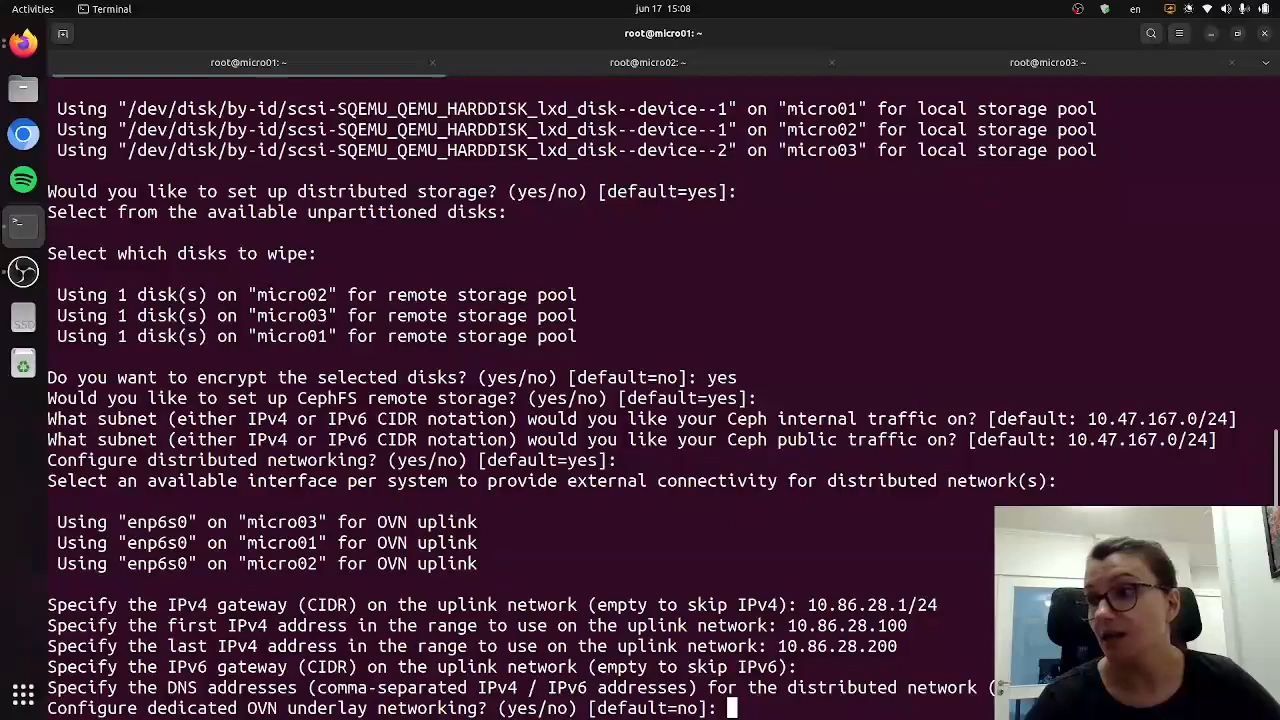 Activities
Terminal
jun 17 15:08
en
root@micro01: ~
root@micro01: ~
root@micro02: ~
root@micro03: ~
Using "/dev/disk/by-id/scsi-SQEMU_QEMU_HARDDISK_lxd_disk--device--1" on "micro01" for local storage pool
Using "/dev/disk/by-id/scsi-SQEMU_QEMU_HARDDISK_lxd_disk--device--1" on "micro02" for local storage pool
Using "/dev/disk/by-id/scsi-SQEMU_QEMU_HARDDISK_lxd_disk--device--2" on "micro03" for local storage pool
Would you like to set up distributed storage? (yes/no) [default=yes]:
Select from the available unpartitioned disks:
Select which disks to wipe:
Using 1 disk(s) on "micro02" for remote storage pool
Using 1 disk(s) on "micro03" for remote storage pool
Using 1 disk(s) on "micro01" for remote storage pool
Do you want to encrypt the selected disks? (yes/no) [default=no]: yes
Would you like to set up CephFS remote storage? (yes/no) [default=yes]:
What subnet (either IPv4 or IPv6 CIDR notation) would you like your Ceph internal traffic on? [default: 10.47.167.0/24]
What subnet (either IPv4 or IPv6 CIDR notation) would you like your Ceph public traffic on? [default: 10.47.167.0/24]
Configure distributed networking? (yes/no) [default=yes]:
Select an available interface per system to provide external connectivity for distributed network(s):
Using "enp6s0" on "micro03" for OVN uplink
Using "enp6s0" on "micro01" for OVN uplink
Using "enp6s0" on "micro02" for OVN uplink
Specify the IPv4 gateway (CIDR) on the uplink network (empty to skip IPv4): 10.86.28.1/24
Specify the first IPv4 address in the range to use on the uplink network: 10.86.28.100
Specify the last IPv4 address in the range to use on the uplink network: 10.86.28.200
Specify the IPv6 gateway (CIDR) on the uplink network (empty to skip IPv6):
Specify the DNS addresses (comma-separated IPv4 / IPv6 addresses) for the distributed network (
Configure dedicated OVN underlay networking? (yes/no) [default=no]:
SSD